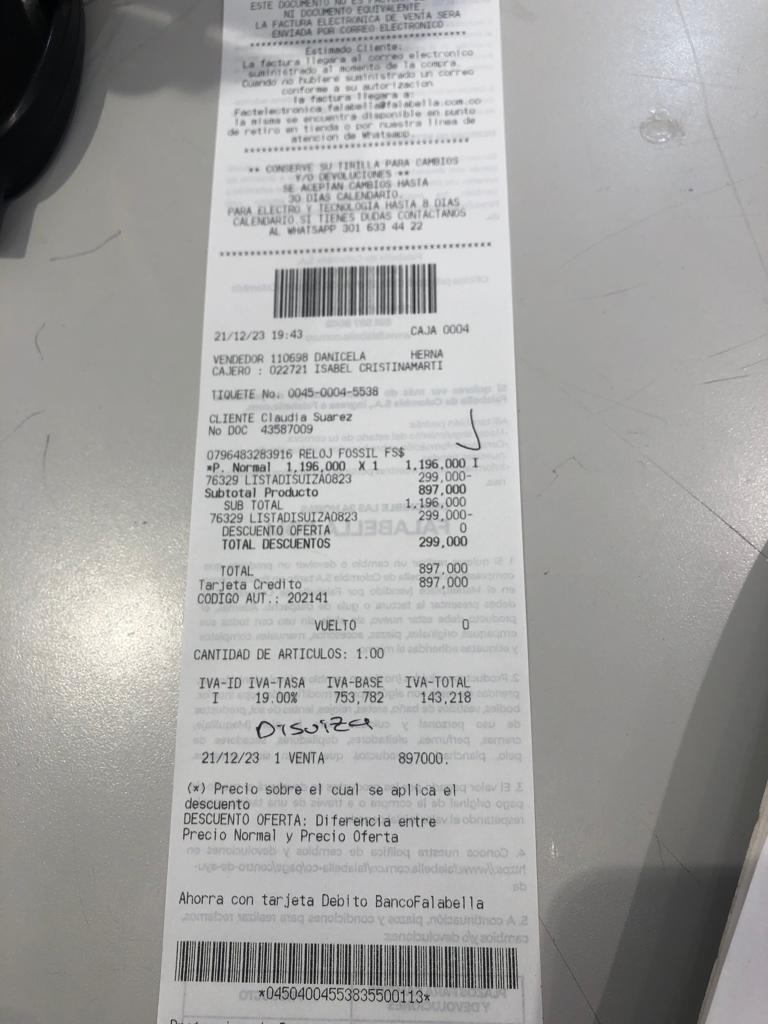 ESTE DOCUMENTO NO ES
NI DOCUMENTO EQUIVALENTE.
LA FACTURA ELECTRONICA DE VENTA SERA
ENVIADA POR CORREO ELECTRONICO
****************************************
Estimado Cliente:
La factura llegara al correo electronico
suministrado al momento de la compra.
Cuando no hubiere suministrado un correo
conforme a su autorizacion
la factura llegara a:
Factelectronica_falabella@falabella.com.co
la misma se encuentra disponible en punto
de retiro en tienda o por nuestra linea de
atencion de Whatsapp.
****************************************
** CONSERVE SU TIRILLA PARA CAMBIOS
Y/O DEVOLUCIONES **
SE ACEPTAN CAMBIOS HASTA
30 DIAS CALENDARIO.
PARA ELECTRO Y TECNOLOGIA HASTA 8 DIAS
CALENDARIO.SI TIENES DUDAS CONTACTANOS
AL WHATSAPP 301 633 44 22
****************************************
21/12/23 19:43 CAJA 0004
VENDEDOR 110698 DANICELA HERNA
CAJERO : 022721 ISABEL CRISTINAMARTI
TIQUETE No. 0045-0004-5538
CLIENTE Claudia Suarez
No DOC 43587009
0796483283916 RELOJ FOSSIL FS$
*P. Normal 1,196,000 X 1 1,196,000 I
76329 LISTADISUIZA0823 299,000-
Subtotal Producto 897,000
SUB TOTAL 1,196,000
76329 LISTADISUIZA0823 299,000-
DESCUENTO OFERTA 0
TOTAL DESCUENTOS 299,000
TOTAL 897,000
Tarjeta Credito 897,000
CODIGO AUT.: 202141
VUELTO 0
CANTIDAD DE ARTICULOS: 1.00
IVA-ID IVA-TASA IVA-BASE IVA-TOTAL
I 19.00% 753,782 143,218
Disuiza
21/12/23 1 VENTA 897000.
(*) Precio sobre el cual se aplica el
descuento
DESCUENTO OFERTA: Diferencia entre
Precio Normal y Precio Oferta
Ahorra con tarjeta Debito BancoFalabella
*04504004553835500113*